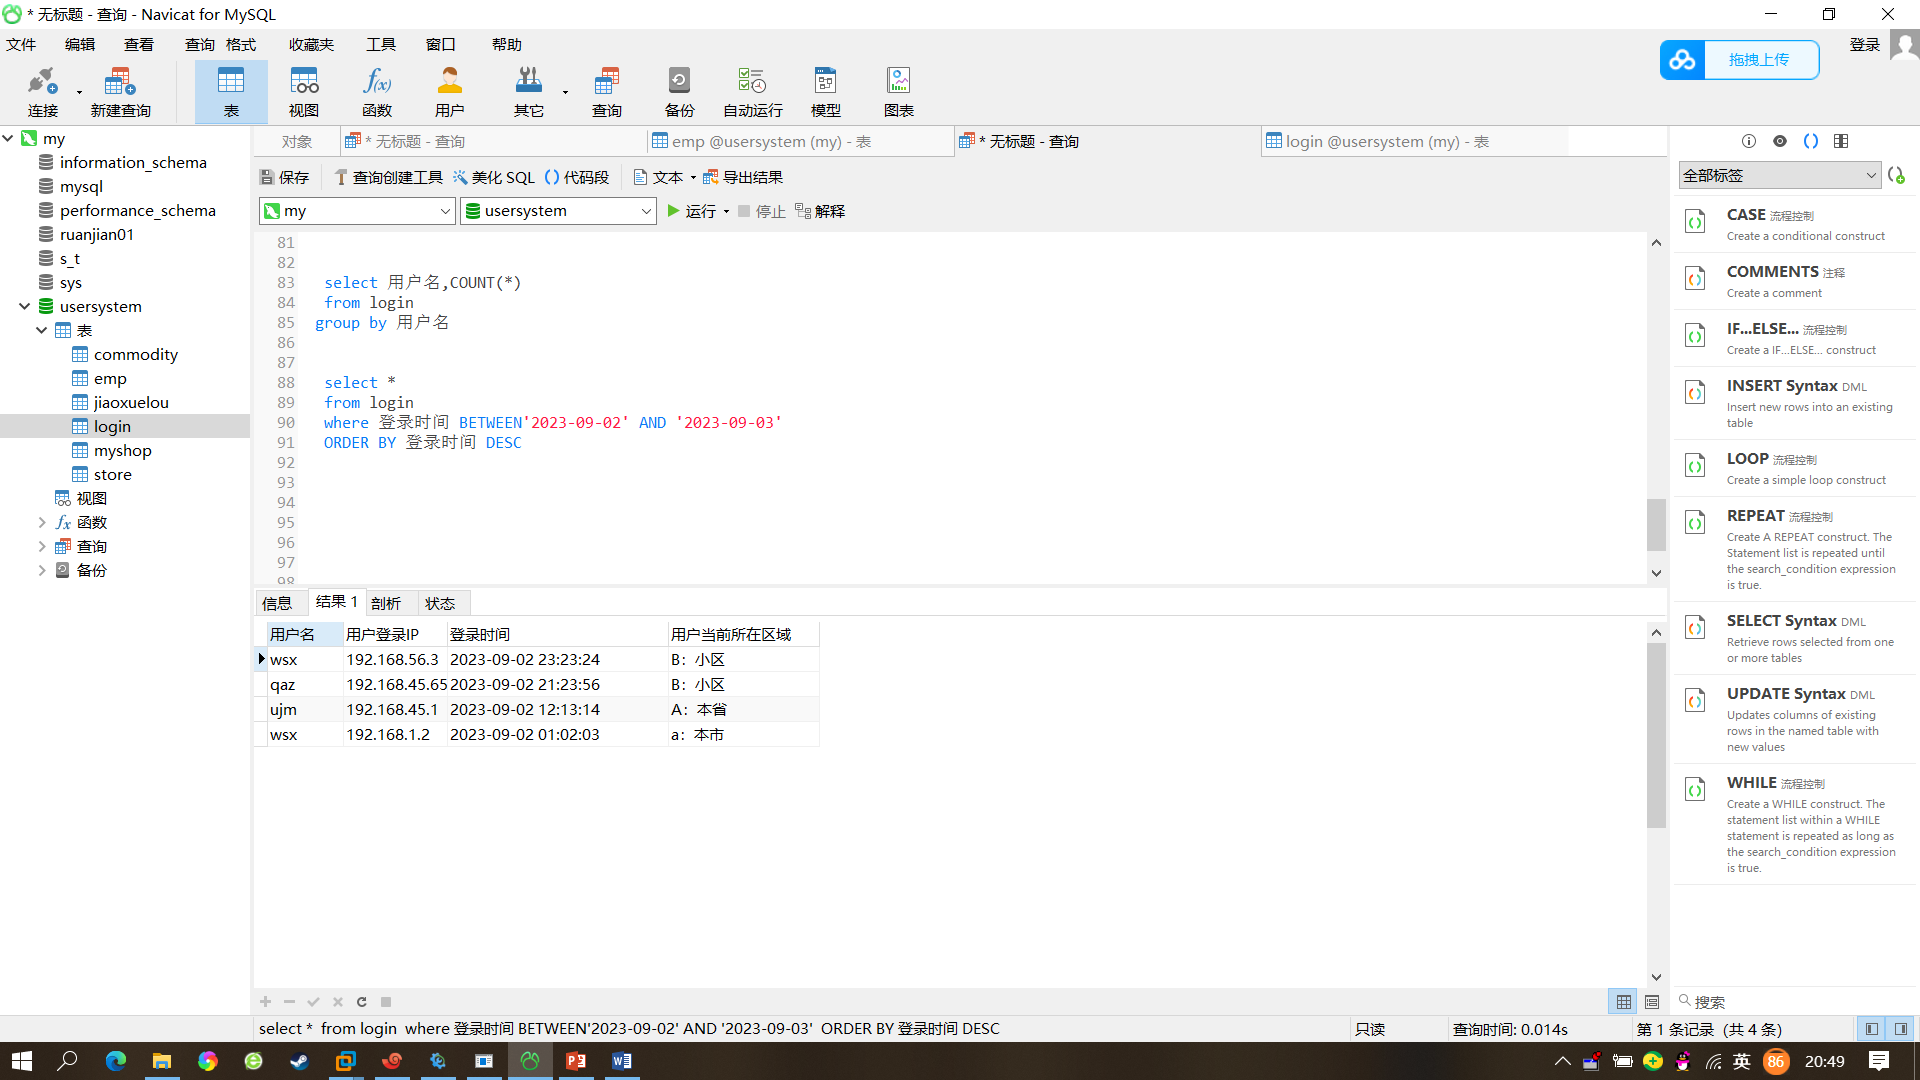 * 无标题 - 查询 - Navicat for MySQL
文件 编辑 查看 查询 格式 收藏夹 工具 窗口 帮助
登录
拖拽上传
连接 新建查询 表 视图 函数 用户 其它 查询 备份 自动运行 模型 图表
my
information_schema
mysql
performance_schema
ruanjian01
s_t
sys
usersystem
表
commodity
emp
jiaoxuelou
login
myshop
store
视图
函数
查询
备份
对象 * 无标题 - 查询 emp @usersystem (my) - 表 * 无标题 - 查询 login @usersystem (my) - 表
保存 查询创建工具 美化 SQL 代码段 文本 导出结果
my usersystem 运行 停止 解释
81
82
83 select 用户名,COUNT(*)
84 from login
85 group by 用户名
86
87
88 select *
89 from login
90 where 登录时间 BETWEEN'2023-09-02' AND '2023-09-03'
91 ORDER BY 登录时间 DESC
92
93
94
95
96
97
98
信息 结果 1 剖析 状态
用户名 用户登录IP 登录时间 用户当前所在区域
wsx 192.168.56.3 2023-09-02 23:23:24 B：小区
qaz 192.168.45.65 2023-09-02 21:23:56 B：小区
ujm 192.168.45.1 2023-09-02 12:13:14 A：本省
wsx 192.168.1.2 2023-09-02 01:02:03 a：本市
全部标签
CASE 流程控制
Create a conditional construct
COMMENTS 注释
Create a comment
IF...ELSE... 流程控制
Create a IF...ELSE... construct
INSERT Syntax DML
Insert new rows into an existing
table
LOOP 流程控制
Create a simple loop construct
REPEAT 流程控制
Create A REPEAT construct. The
Statement list is repeated until
the search_condition expression
is true.
SELECT Syntax DML
Retrieve rows selected from one
or more tables
UPDATE Syntax DML
Updates columns of existing
rows in the named table with
new values
WHILE 流程控制
Create a WHILE construct. The
statement list within a WHILE
statement is repeated as long as
the search_condition expression
is true.
搜索
select * from login where 登录时间 BETWEEN'2023-09-02' AND '2023-09-03' ORDER BY 登录时间 DESC 只读 查询时间: 0.014s 第 1 条记录 (共 4 条)
英 86 20:49